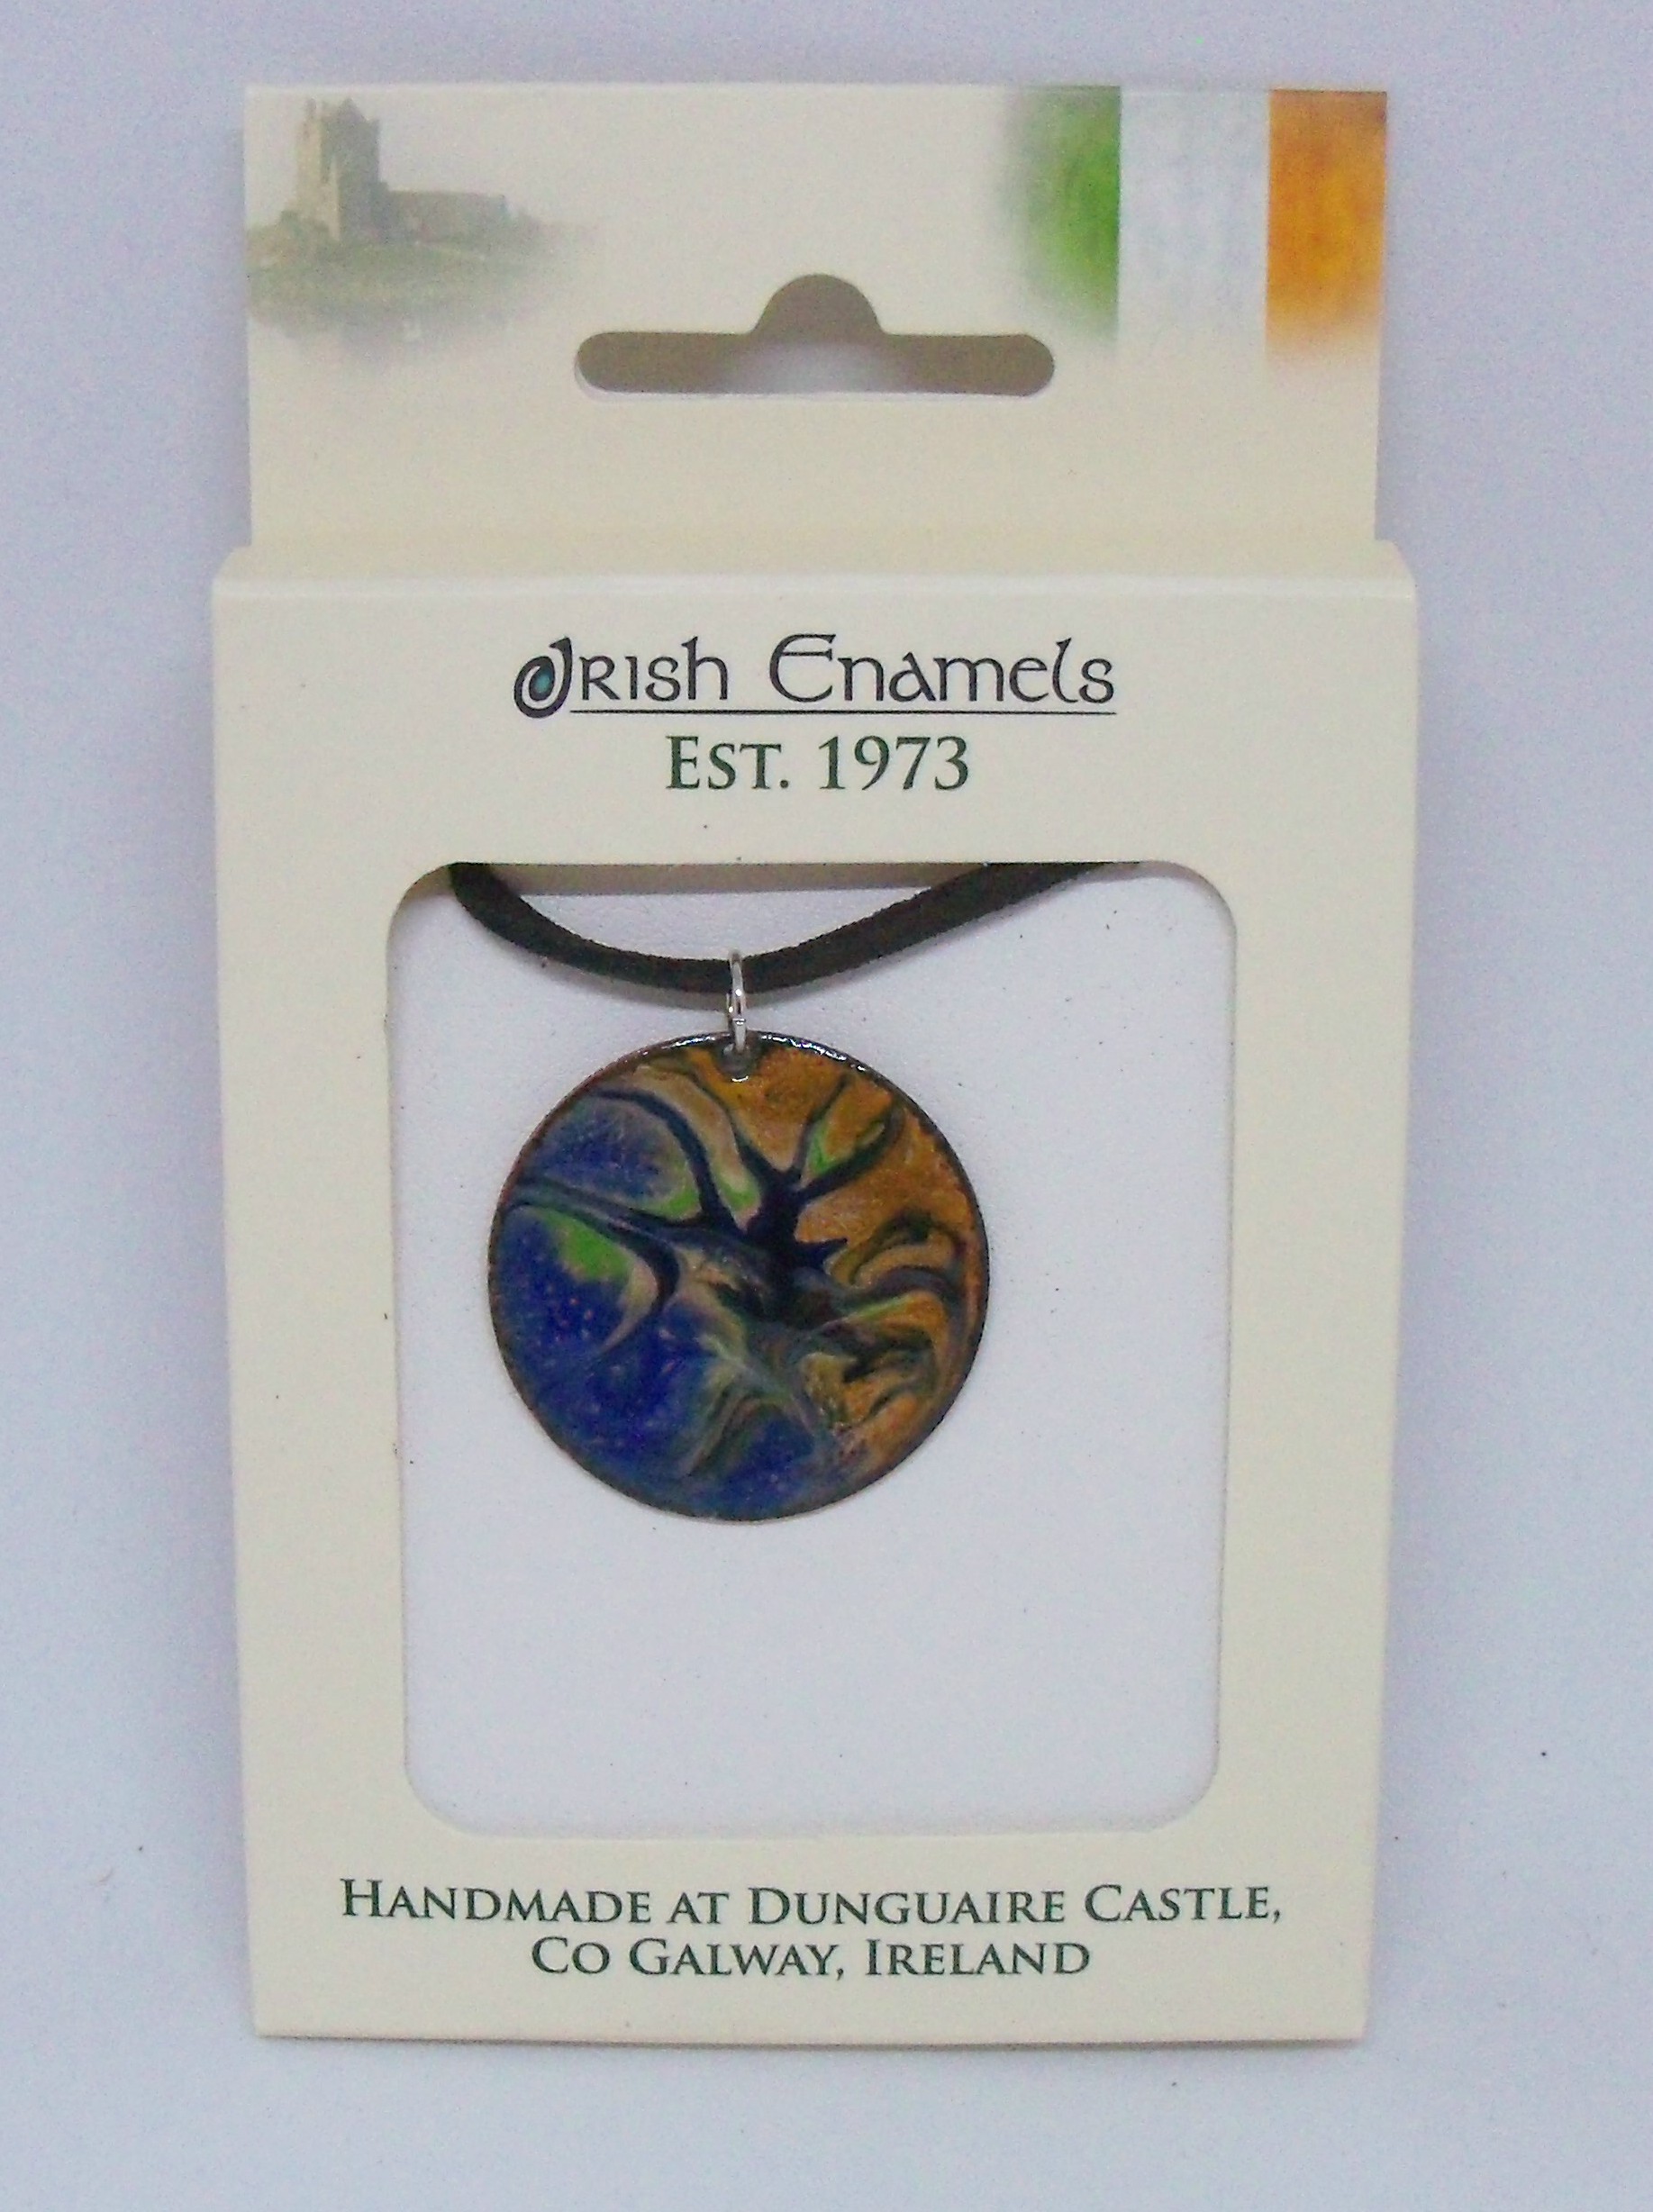 Irish Enamels
Est. 1973
Handmade at Dunguaire Castle,
Co Galway, Ireland